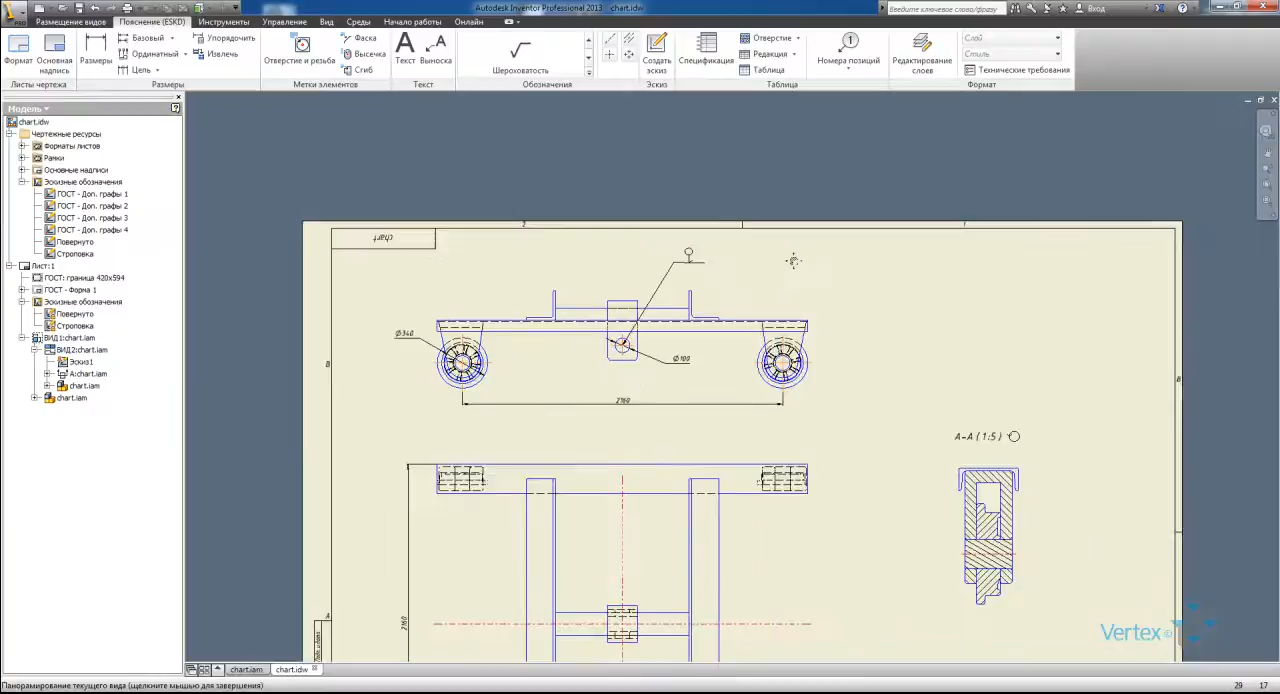 PRO
Autodesk Inventor Professional 2013 chart.idw
Введите ключевое слово/фразу
Вход
Размещение видов
Пояснение (ESKD)
Инструменты
Управление
Вид
Среды
Начало работы
Онлайн
Формат
Основная надпись
Размеры
Базовый
Ординатный
Цепь
Упорядочить
Извлечь
Отверстие и резьба
Фаска
Высечка
Сгиб
Текст
Выноска
Шероховатость
Создать эскиз
Спецификация
Отверстие
Редакция
Таблица
Номера позиций
Редактирование слоев
Слой
Стиль
Технические требования
Листы чертежа
Размеры
Метки элементов
Текст
Обозначения
Эскиз
Таблица
Формат
Модель
chart.idw
Чертежные ресурсы
Форматы листов
Рамки
Основные надписи
Эскизные обозначения
ГОСТ - Доп. графы 1
ГОСТ - Доп. графы 2
ГОСТ - Доп. графы 3
ГОСТ - Доп. графы 4
Повернуто
Строповка
Лист:1
ГОСТ: граница 420x594
ГОСТ - Форма 1
Эскизные обозначения
Повернуто
Строповка
ВИД1:chart.iam
ВИД2:chart.iam
Эскиз1
A:chart.iam
chart.iam
chart.iam
2
1
chart
Ø340
Ø100
2160
B
B
A-A ( 1:5 )
2160
A
Vertex ©
chart.iam
chart.idw
Панорамирование текущего вида (щелкните мышью для завершения)
29
17